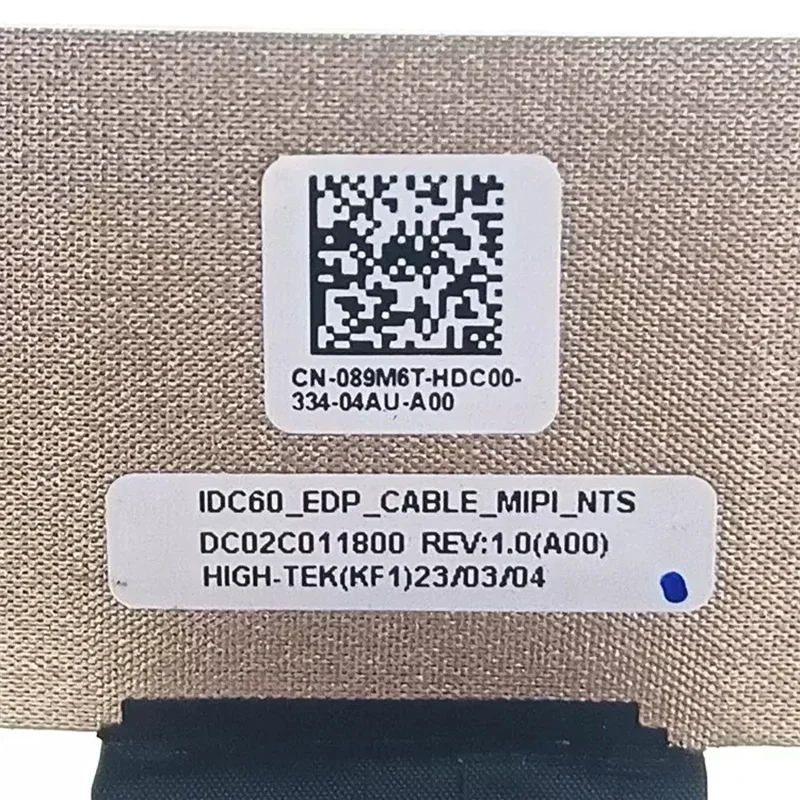 CN-089M6T-HDC00-
334-04AU-A00
IDC60_EDP_CABLE_MIPI_NTS
DC02C011800 REV:1.0(A00)
HIGH-TEK(KF1)23/03/04